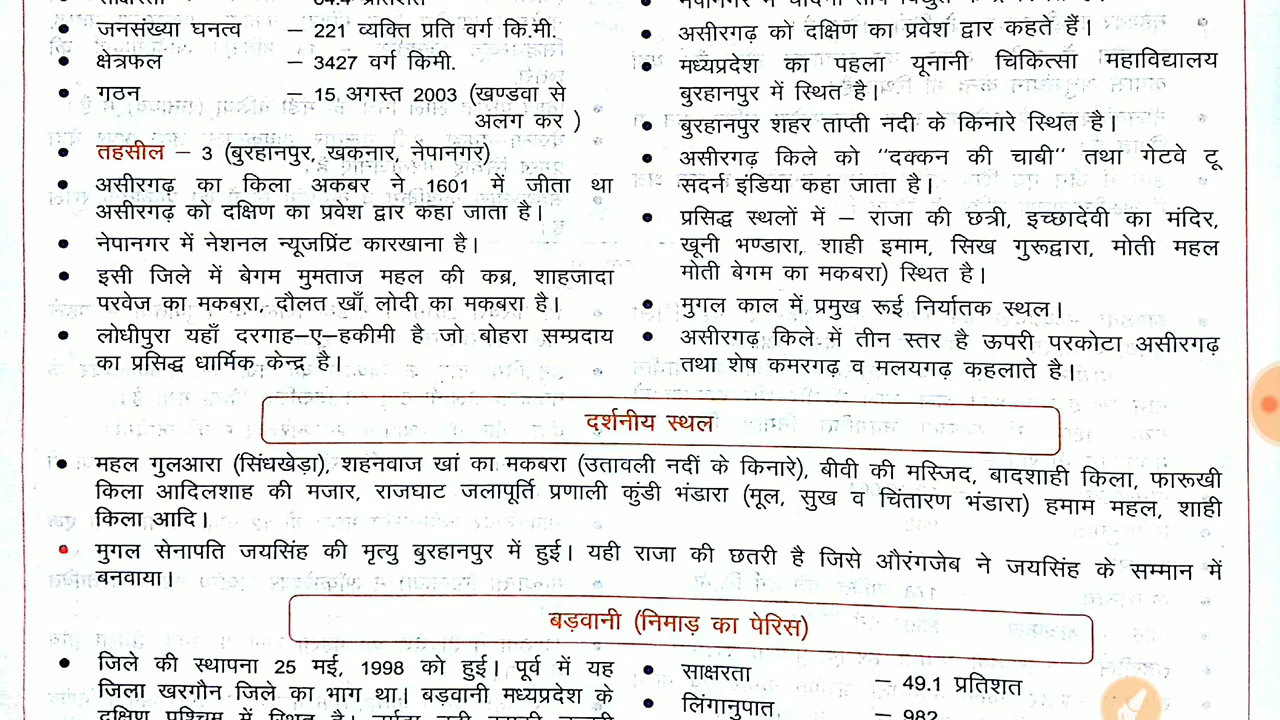 जनसंख्या घनत्व – 221 व्यक्ति प्रति वर्ग कि.मी.
क्षेत्रफल – 3427 वर्ग किमी.
गठन – 15, अगस्त 2003 (खण्डवा से
अलग कर )
तहसील – 3 (बुरहानपुर, खकनार, नेपानगर)
असीरगढ़ का किला अकबर ने 1601 में जीता था
असीरगढ़ को दक्षिण का प्रवेश द्वार कहा जाता है।
नेपानगर में नेशनल न्यूजप्रिंट कारखाना है।
इसी जिले में बेगम मुमताज महल की कब्र, शाहजादा
परवेज का मकबरा, दौलत खाँ लोदी का मकबरा है।
लोधीपुरा यहाँ दरगाह–ए–हकीमी है जो बोहरा सम्प्रदाय
का प्रसिद्ध धार्मिक केन्द्र है।
असीरगढ़ को दक्षिण का प्रवेश द्वार कहते हैं।
मध्यप्रदेश का पहला यूनानी चिकित्सा महाविद्यालय
बुरहानपुर में स्थित है।
बुरहानपुर शहर ताप्ती नदी के किनारे स्थित है।
असीरगढ़ किले को "दक्कन की चाबी" तथा गेटवे टू
सदर्न इंडिया कहा जाता है।
प्रसिद्ध स्थलों में – राजा की छत्री, इच्छादेवी का मंदिर,
खूनी भण्डारा, शाही इमाम, सिख गुरूद्वारा, मोती महल
मोती बेगम का मकबरा) स्थित है।
मुगल काल में प्रमुख रूई निर्यातक स्थल।
असीरगढ़ किले में तीन स्तर है ऊपरी परकोटा असीरगढ़
तथा शेष कमरगढ़ व मलयगढ़ कहलाते है।
दर्शनीय स्थल
महल गुलआरा (सिंधखेड़ा), शहनवाज खां का मकबरा (उतावली नदीं के किनारे), बीवी की मस्जिद, बादशाही किला, फारूखी
किला आदिलशाह की मजार, राजघाट जलापूर्ति प्रणाली कुंडी भंडारा (मूल, सुख व चिंतारण भंडारा) हमाम महल, शाही
किला आदि।
मुगल सेनापति जयसिंह की मृत्यु बुरहानपुर में हुई। यही राजा की छतरी है जिसे औरंगजेब ने जयसिंह के सम्मान में
बनवाया।
बड़वानी (निमाड़ का पेरिस)
जिले की स्थापना 25 मई, 1998 को हुई। पूर्व में यह
जिला खरगौन जिले का भाग था। बड़वानी मध्यप्रदेश के
साक्षरता – 49.1 प्रतिशत
लिंगानुपात – 982